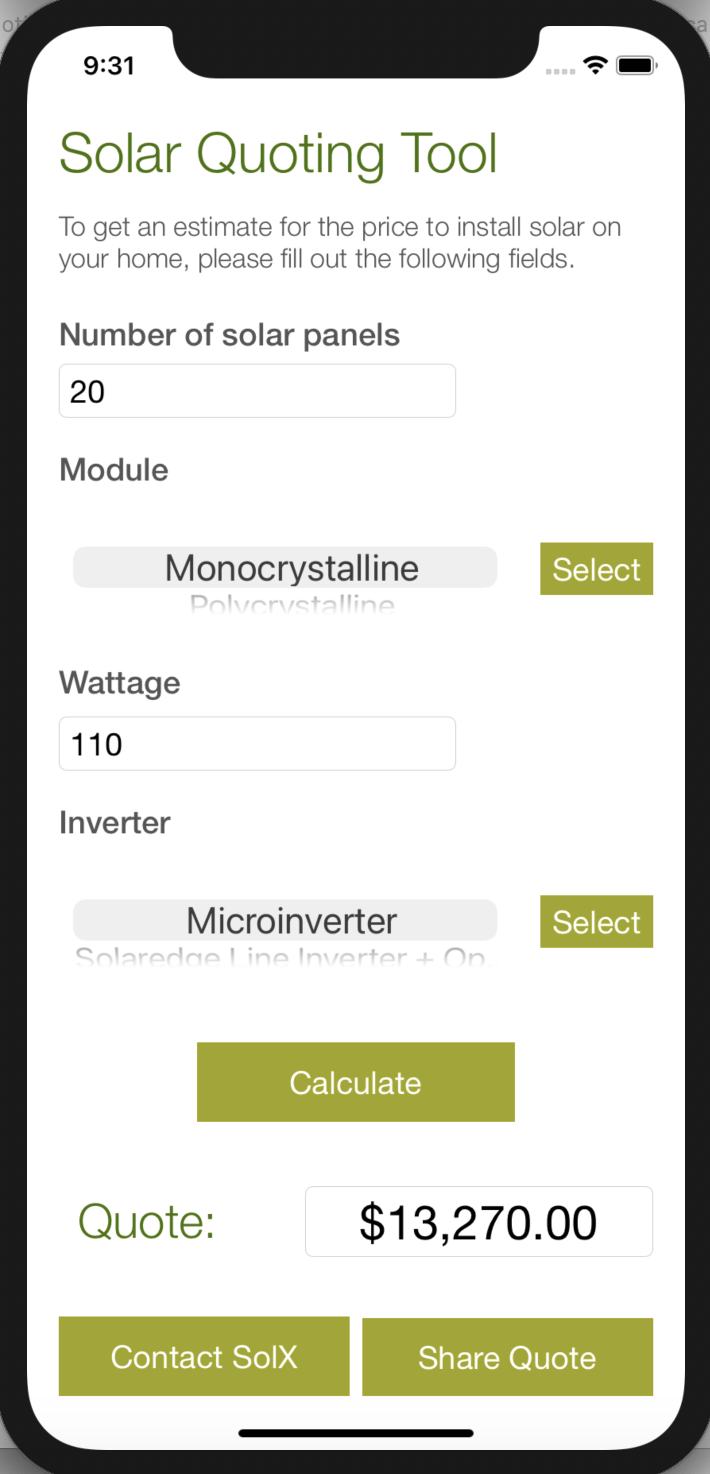 9:31
Solar Quoting Tool
To get an estimate for the price to install solar on
your home, please fill out the following fields.
Number of solar panels
20
Module
Monocrystalline
Select
Polycrystalline
Wattage
110
Inverter
Microinverter
Select
Solaredge Line Inverter + Op.
Calculate
Quote:
$13,270.00
Contact SolX
Share Quote